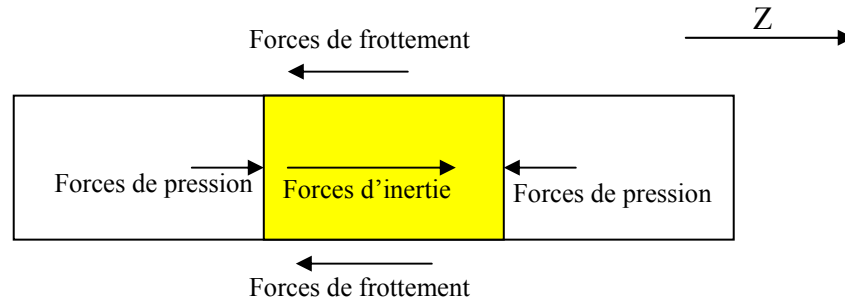 Z
Forces de frottement
Forces de pression
Forces d'inertie
Forces de pression
Forces de frottement